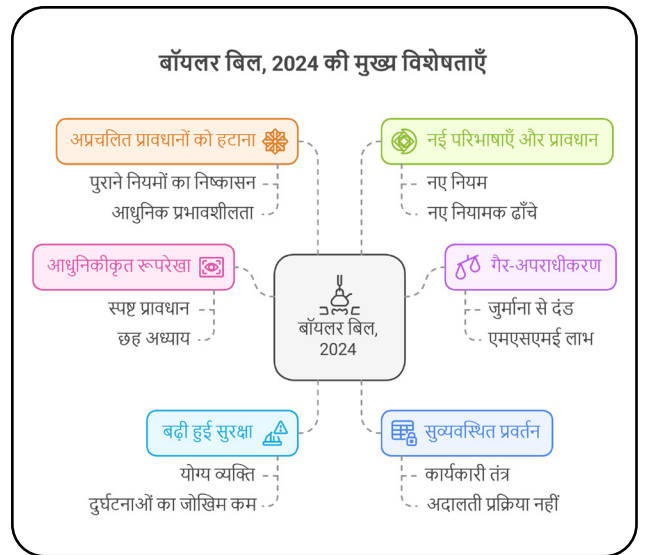 बॉयलर बिल, 2024 की मुख्य विशेषताएँ
अप्रचलित प्रावधानों को हटाना
पुराने नियमों का निष्कासन
आधुनिक प्रभावशीलता
नई परिभाषाएँ और प्रावधान
नए नियम
नए नियामक ढाँचे
आधुनिकीकृत रूपरेखा
स्पष्ट प्रावधान
छह अध्याय
गैर-अपराधीकरण
जुर्माना से दंड
एमएसएमई लाभ
बॉयलर बिल,
2024
बढ़ी हुई सुरक्षा
योग्य व्यक्ति
दुर्घटनाओं का जोखिम कम
सुव्यवस्थित प्रवर्तन
कार्यकारी तंत्र
अदालती प्रक्रिया नहीं